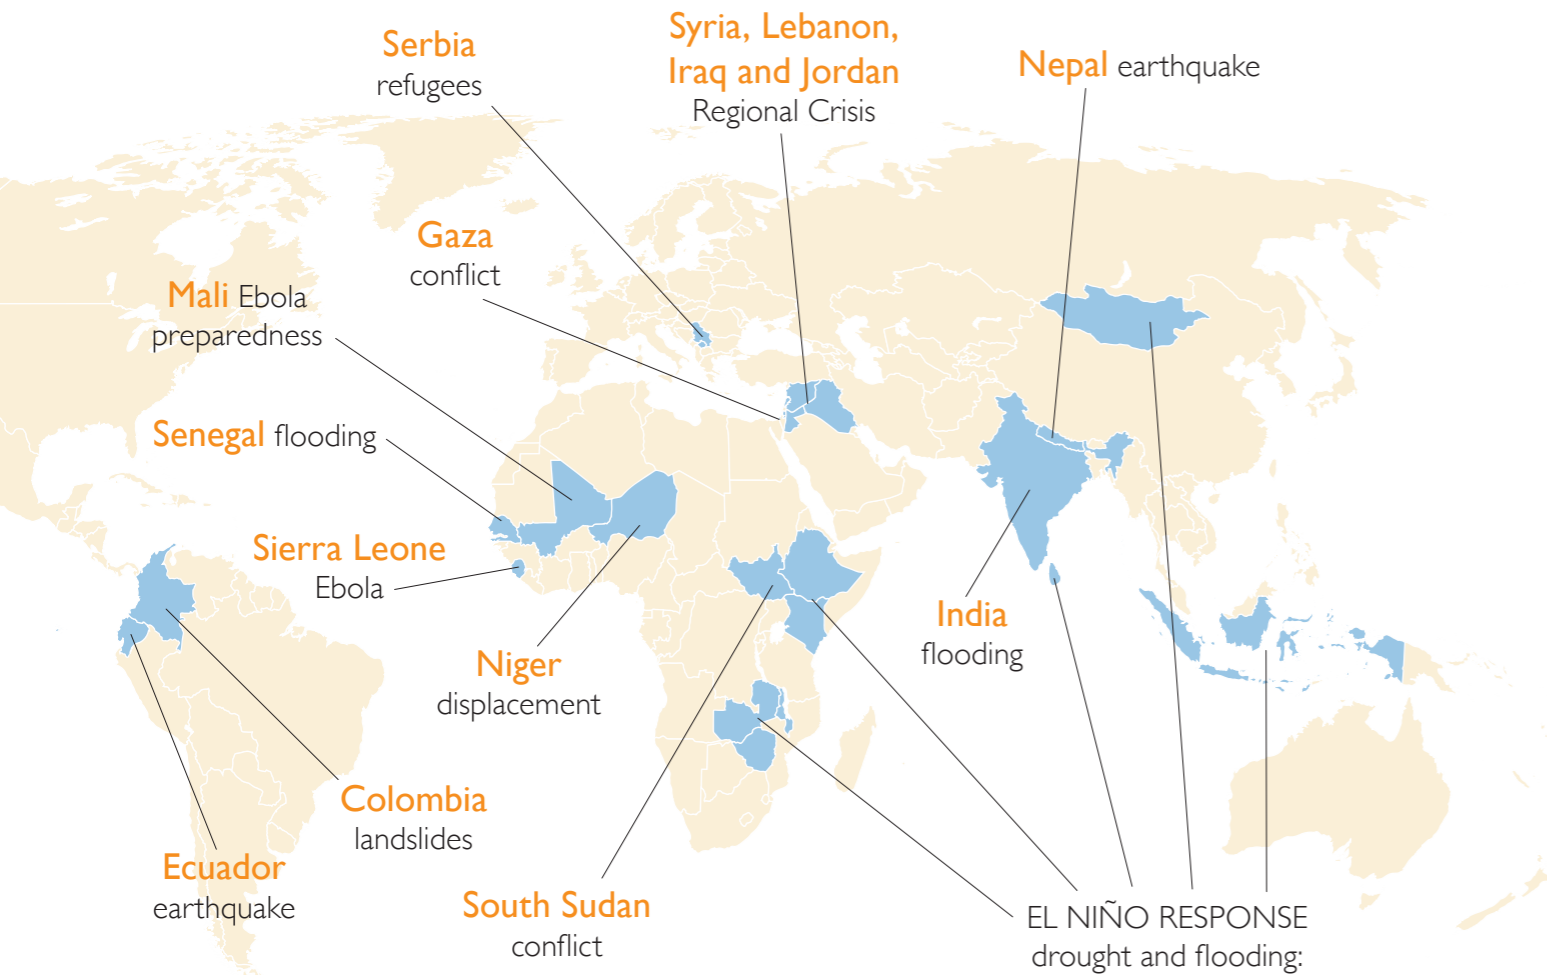 Serbia
refugees
Syria, Lebanon,
Iraq and Jordan
Regional Crisis
Nepal earthquake
Gaza
conflict
Mali Ebola
preparedness
Senegal flooding
Sierra Leone
Ebola
Niger
displacement
India
flooding
Colombia
landslides
Ecuador
earthquake
South Sudan
conflict
EL NIÑO RESPONSE
drought and flooding: